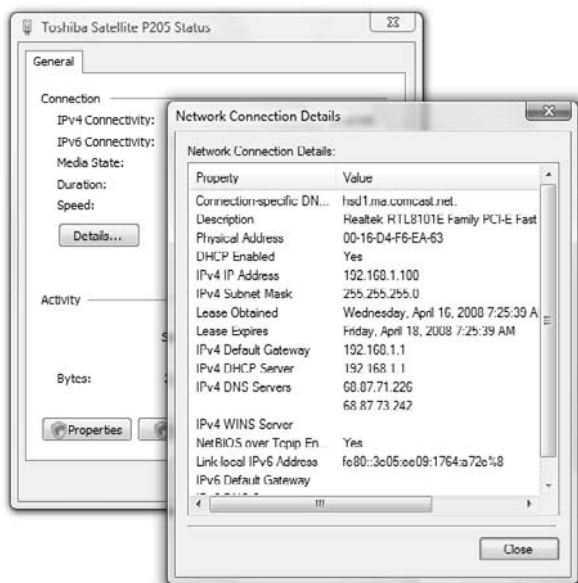 Toshiba Satellite P205 Status
General
Connection
IPv4 Connectivity:
IPv6 Connectivity:
Media State:
Duration:
Speed:
Details...
Activity
Bytes:
Properties
Network Connection Details
Network Connection Details:
Property Value
Connection-specific DN... hsd1.ma.comcast.net.
Description Realtek RTL8101E Family PCI-E Fast
Physical Address 00-16-D4-F6-EA-63
DHCP Enabled Yes
IPv4 IP Address 192.168.1.100
IPv4 Subnet Mask 255.255.255.0
Lease Obtained Wednesday, April 16, 2008 7:25:39 A
Lease Expires Friday, April 18, 2008 7:25:39 AM
IPv4 Default Gateway 192.168.1.1
IPv4 DHCP Server 192.168.1.1
IPv4 DNS Servers 68.87.71.226
68.87.73.242
IPv4 WINS Server
NetBIOS over Tcpip En... Yes
Link-local IPv6 Address
IPv6 Default Gateway
Close